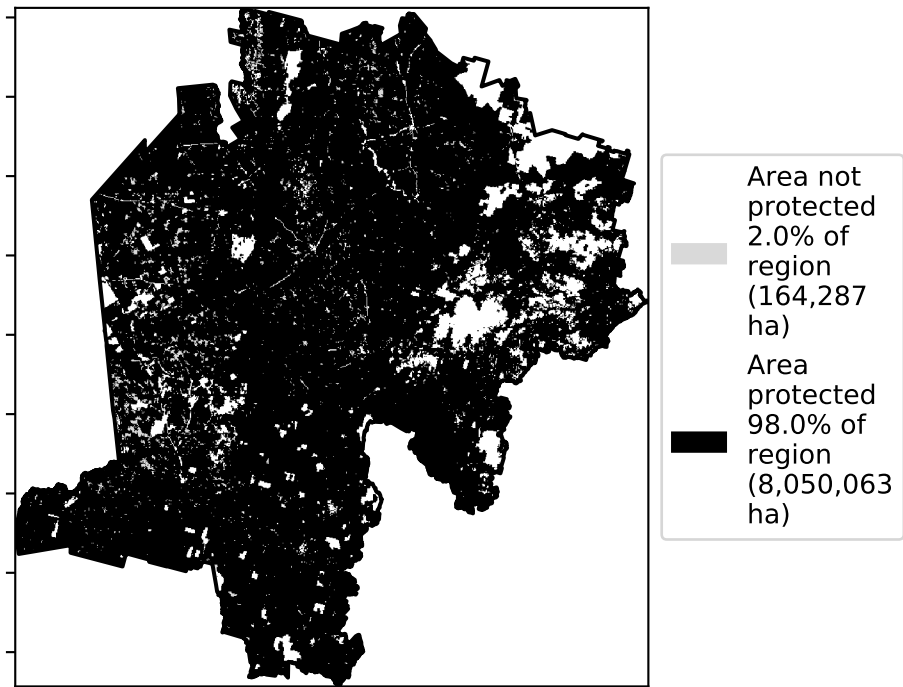 Area not
protected
2.0% of
region
(164,287
ha)
Area
protected
98.0% of
region
(8,050,063
ha)